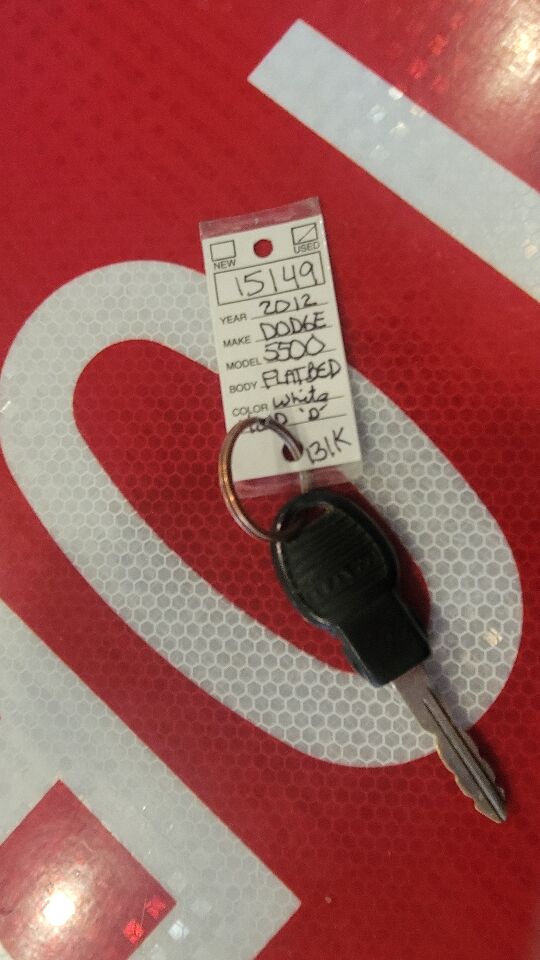 NEW USED
15149
YEAR 2012
MAKE DODGE
MODEL 5500
BODY FLATBED
COLOR White
"D"
131K